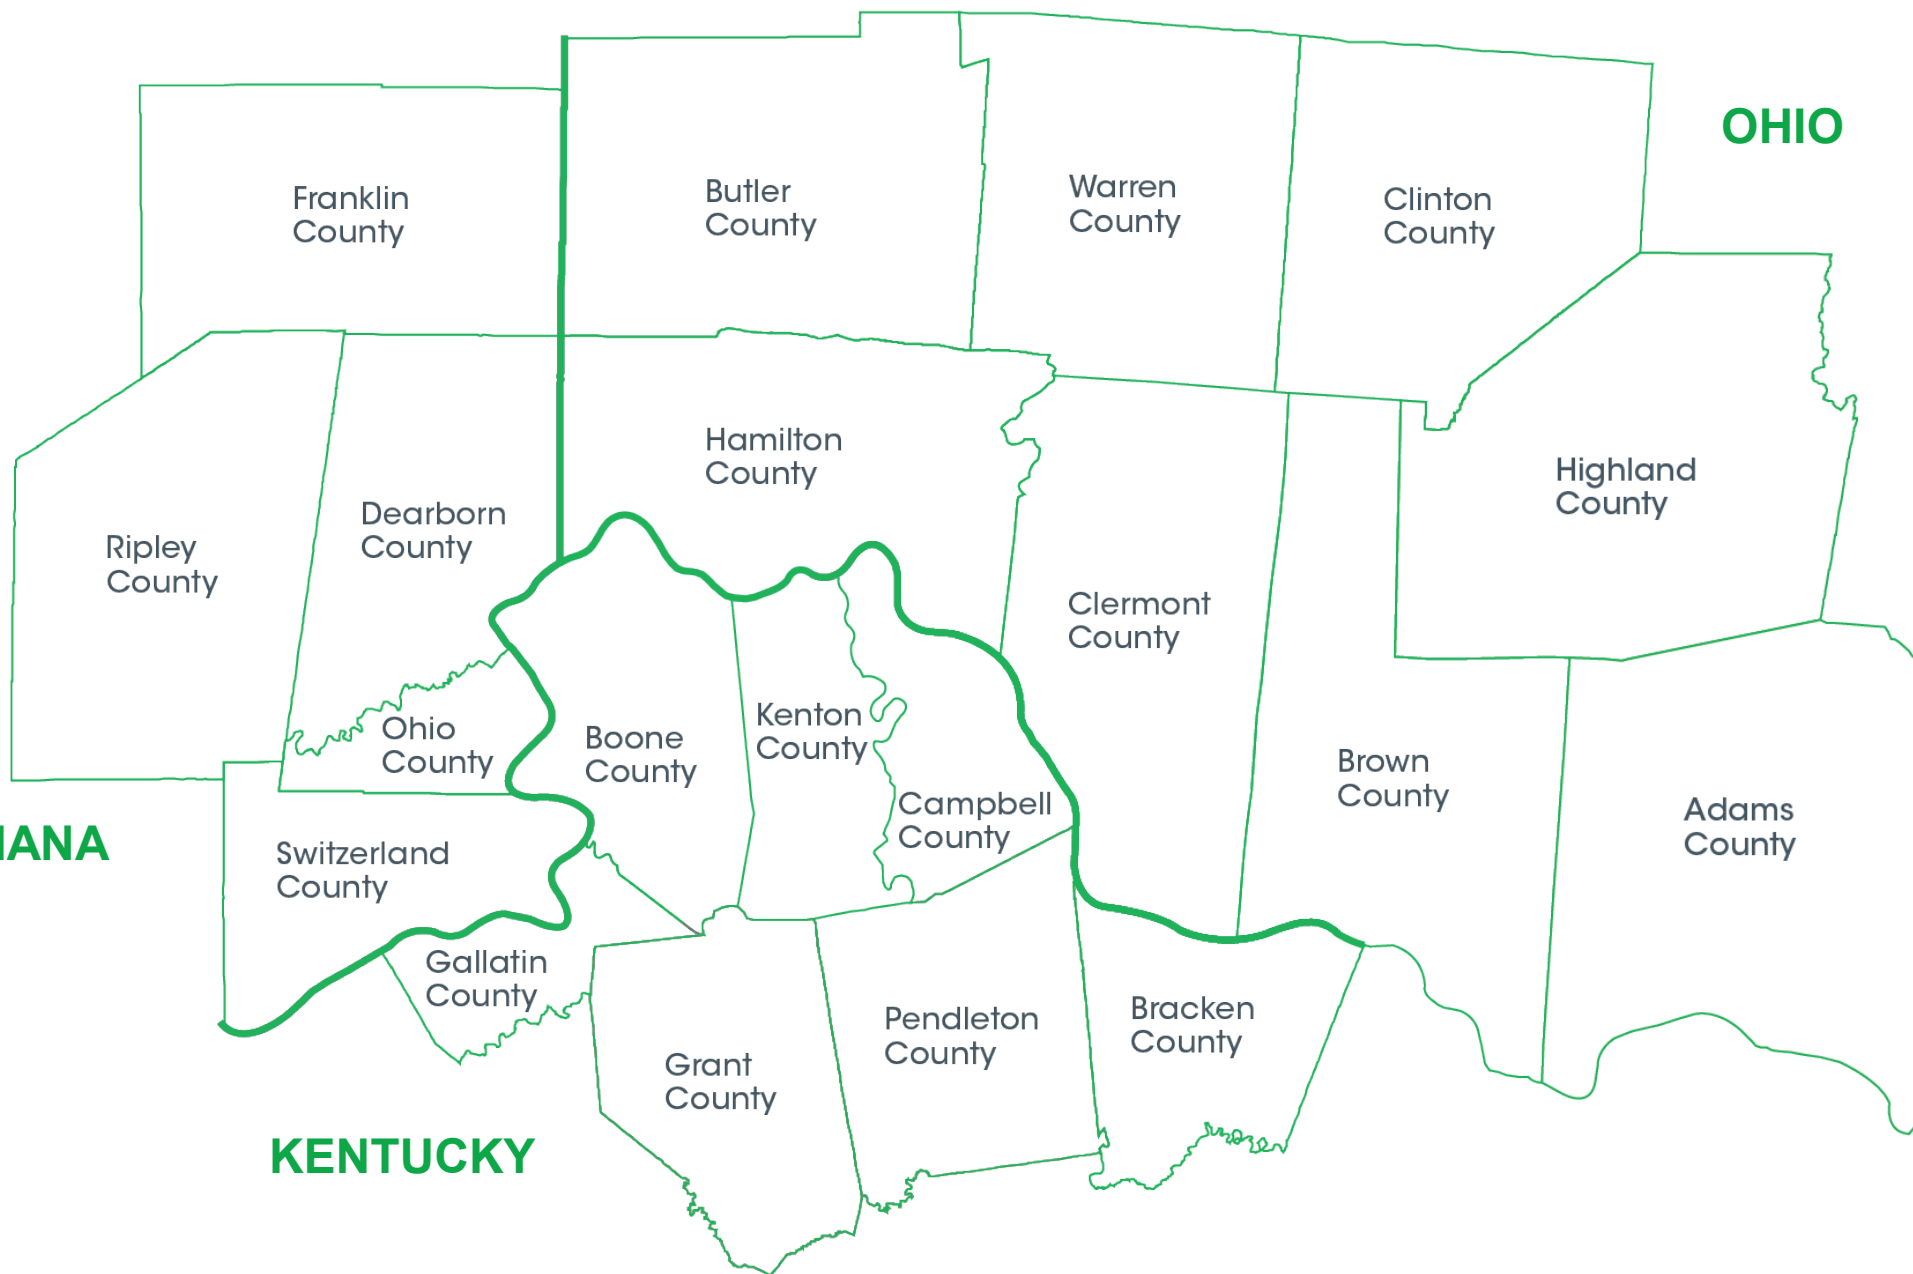 OHIO
Franklin
County
Butler
County
Warren
County
Clinton
County
Hamilton
County
Highland
County
Dearborn
County
Ripley
County
Clermont
County
Ohio
County
Boone
County
Kenton
County
Brown
County
Campbell
County
Adams
County
IANA
Switzerland
County
Gallatin
County
Pendleton
County
Bracken
County
Grant
County
KENTUCKY